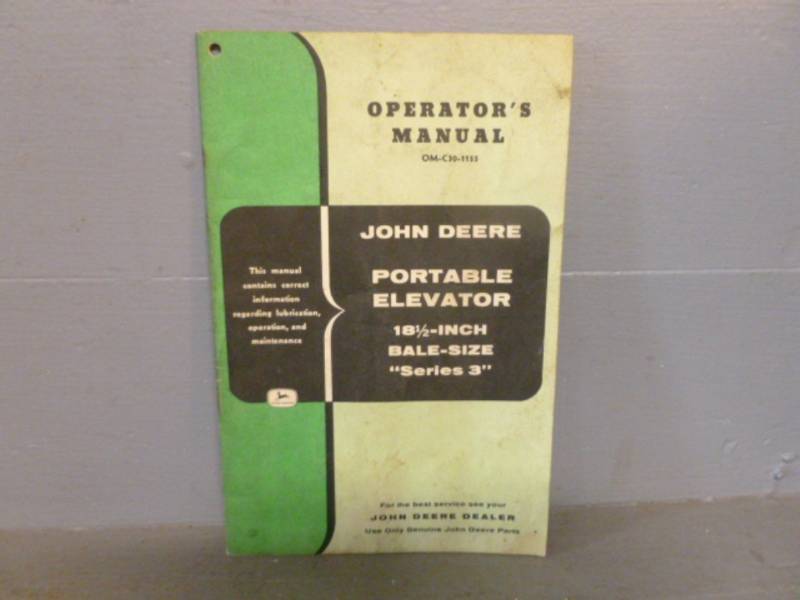 OPERATOR'S
MANUAL
OM-C30-1155
This manual
contains correct
information
regarding lubrication,
operation, and
maintenance
JOHN DEERE
PORTABLE
ELEVATOR
18½-INCH
BALE-SIZE
"Series 3"
For the best service see your
JOHN DEERE DEALER
Use Only Genuine John Deere Parts